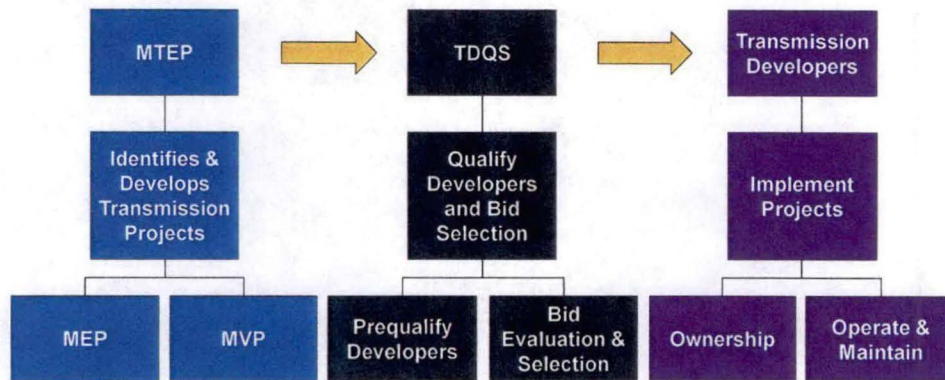 MTEP
TDQS
Transmission
Developers
Identifies &
Develops
Transmission
Projects
Qualify
Developers
and Bid
Selection
Implement
Projects
MEP
MVP
Prequalify
Developers
Bid
Evaluation &
Selection
Ownership
Operate &
Maintain